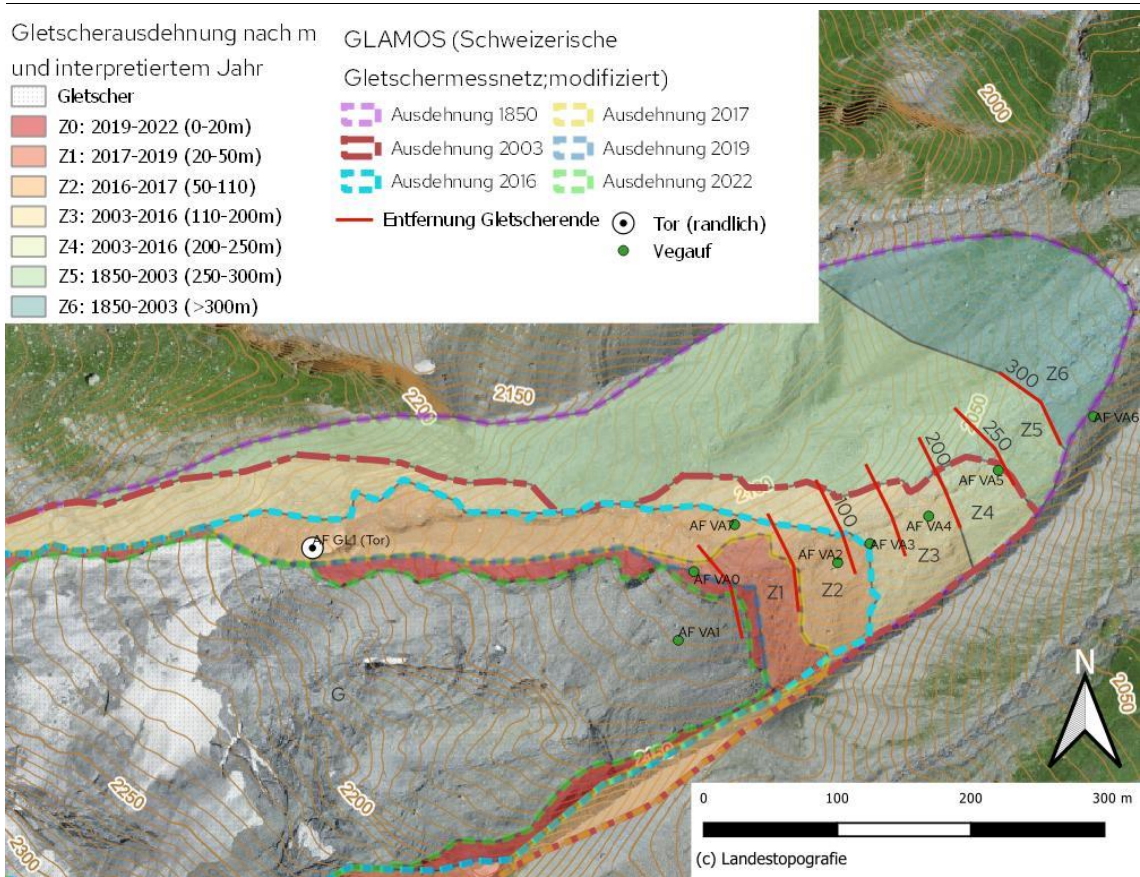 Gletscherausdehnung nach m
und interpretiertem Jahr
Gletscher
Z0: 2019-2022 (0-20m)
Z1: 2017-2019 (20-50m)
Z2: 2016-2017 (50-110)
Z3: 2003-2016 (110-200m)
Z4: 2003-2016 (200-250m)
Z5: 1850-2003 (250-300m)
Z6: 1850-2003 (>300m)
GLAMOS (Schweizerische
Gletschermessnetz;modifiziert)
Ausdehnung 1850
Ausdehnung 2017
Ausdehnung 2003
Ausdehnung 2019
Ausdehnung 2016
Ausdehnung 2022
Entfernung Gletscherende
Tor (randlich)
Vegauf
2000
2150
2200
300
Z6
2050
AF VA6
250
Z5
200
AF VA5
2100
100
AF VA4
Z4
AF VA7
AF GL1 (Tor)
AF VA3
AF VA2
Z3
AF VA0
Z1
Z2
AF VA1
G
N
2050
2150
2250
2200
2300
0 100 200 300 m
(c) Landestopografie